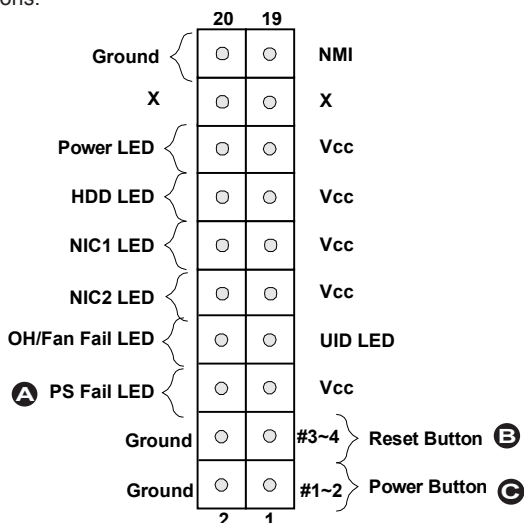 ons:
20 19
Ground NMI
X X
Power LED Vcc
HDD LED Vcc
NIC1 LED Vcc
NIC2 LED Vcc
OH/Fan Fail LED UID LED
A PS Fail LED Vcc
Ground #3~4 Reset Button B
Ground #1~2 Power Button C
2 1